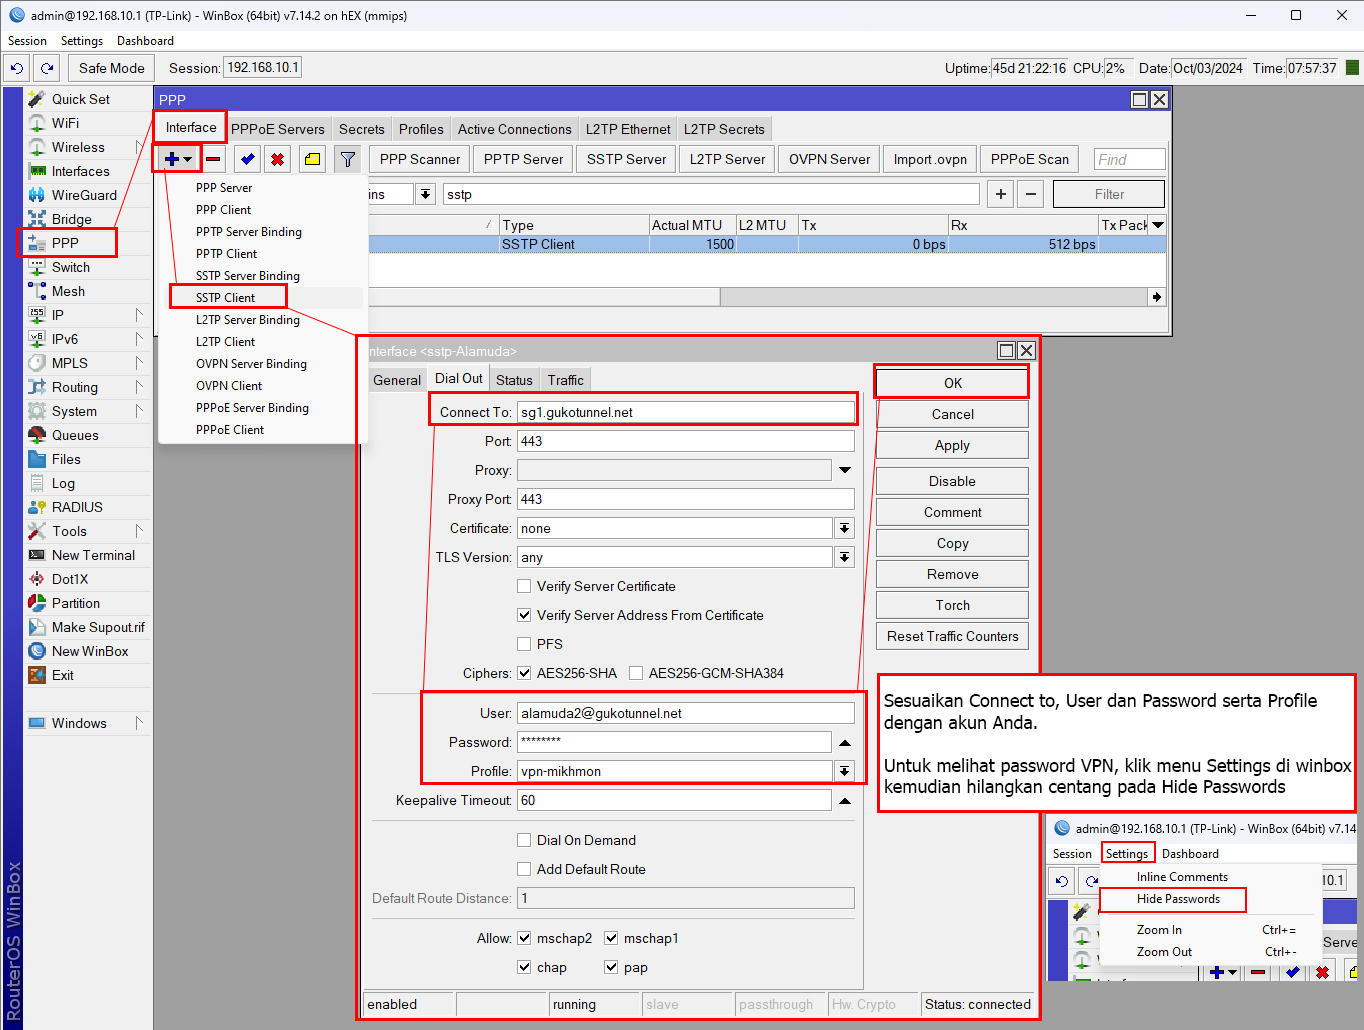 admin@192.168.10.1 (TP-Link) - WinBox (64bit) v7.14.2 on hEX (mmips)
Session Settings Dashboard
Safe Mode Session: 192.168.10.1 Uptime: 45d 21:22:16 CPU: 2% Date: Oct/03/2024 Time: 07:57:37
Quick Set
WiFi
Wireless
Interfaces
WireGuard
Bridge
PPP
Switch
Mesh
IP
IPv6
MPLS
Routing
System
Queues
Files
Log
RADIUS
Tools
New Terminal
Dot1X
Partition
Make Supout.rif
New WinBox
Exit
Windows
RouterOS WinBox
PPP
Interface PPPoE Servers Secrets Profiles Active Connections L2TP Ethernet L2TP Secrets
PPP Scanner PPTP Server SSTP Server L2TP Server OVPN Server Import .ovpn PPPoE Scan Find
ins sstp + − Filter
Type Actual MTU L2 MTU Tx Rx Tx Pack
SSTP Client 1500 0 bps 512 bps
PPP Server
PPP Client
PPTP Server Binding
PPTP Client
SSTP Server Binding
SSTP Client
L2TP Server Binding
L2TP Client
OVPN Server Binding
OVPN Client
PPPoE Server Binding
PPPoE Client
nterface <sstp-Alamuda>
General Dial Out Status Traffic
Connect To: sg1.gukotunnel.net
Port: 443
Proxy:
Proxy Port: 443
Certificate: none
TLS Version: any
Verify Server Certificate
Verify Server Address From Certificate
PFS
Ciphers: AES256-SHA AES256-GCM-SHA384
User: alamuda2@gukotunnel.net
Password: ********
Profile: vpn-mikhmon
Keepalive Timeout: 60
Dial On Demand
Add Default Route
Default Route Distance: 1
Allow: mschap2 mschap1
chap pap
enabled running slave passthrough Hw. Crypto Status: connected
OK
Cancel
Apply
Disable
Comment
Copy
Remove
Torch
Reset Traffic Counters
Sesuaikan Connect to, User dan Password serta Profile
dengan akun Anda.
Untuk melihat password VPN, klik menu Settings di winbox
kemudian hilangkan centang pada Hide Passwords
admin@192.168.10.1 (TP-Link) - WinBox (64bit) v7.14
Session Settings Dashboard
Inline Comments
Hide Passwords
Zoom In Ctrl+=
Zoom Out Ctrl+-
10.1
Serve